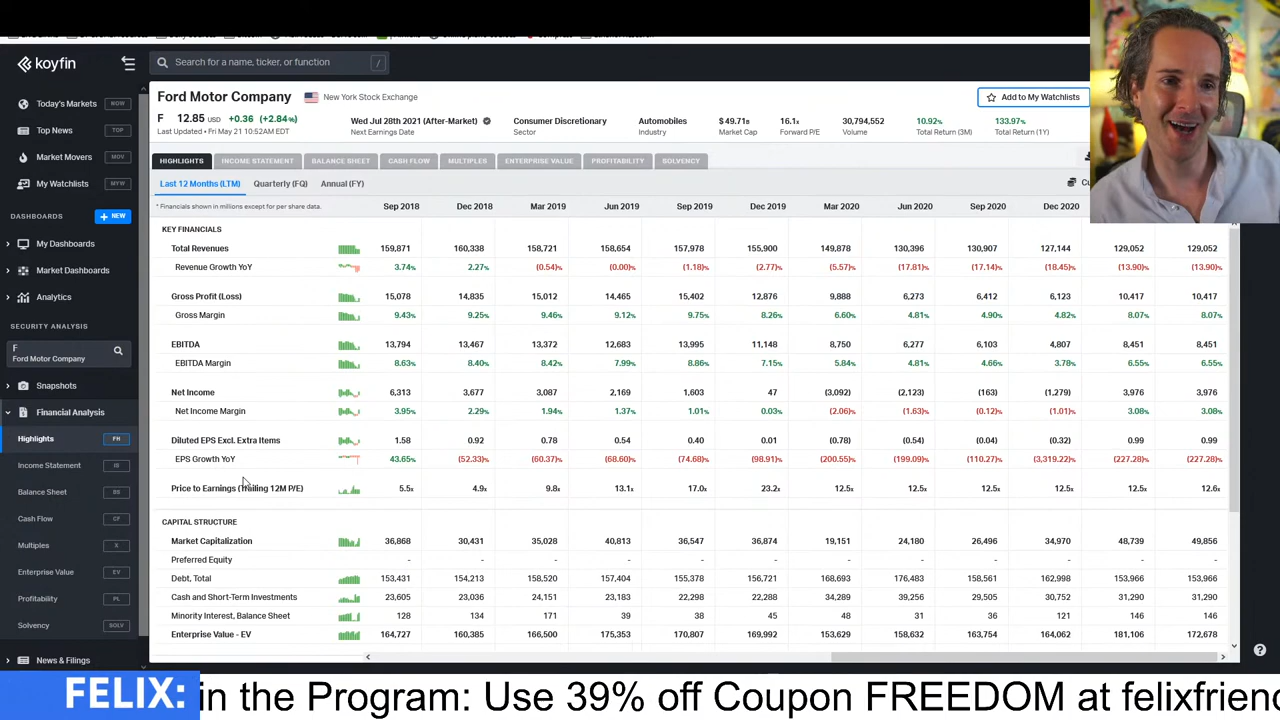 koyfin
Search for a name, ticker, or function /
Today's Markets NOW
Top News TOP
Market Movers MOV
My Watchlists MYW
DASHBOARDS + NEW
My Dashboards
Market Dashboards
Analytics
SECURITY ANALYSIS
F
Ford Motor Company
Snapshots
Financial Analysis
Highlights FH
Income Statement IS
Balance Sheet BS
Cash Flow CF
Multiples X
Enterprise Value EV
Profitability PL
Solvency SOLV
News & Filings
Ford Motor Company New York Stock Exchange
Add to My Watchlists
F 12.85 USD +0.36 (+2.84%)
Last Updated • Fri May 21 10:52AM EDT
Wed Jul 28th 2021 (After-Market) Consumer Discretionary Automobiles $49.71B 16.1x 30,794,552 10.92% 133.97%
Next Earnings Date Sector Industry Market Cap Forward P/E Volume Total Return (3M) Total Return (1Y)
HIGHLIGHTS INCOME STATEMENT BALANCE SHEET CASH FLOW MULTIPLES ENTERPRISE VALUE PROFITABILITY SOLVENCY
Last 12 Months (LTM) Quarterly (FQ) Annual (FY) Cu
* Financials shown in millions except for per share data. Sep 2018 Dec 2018 Mar 2019 Jun 2019 Sep 2019 Dec 2019 Mar 2020 Jun 2020 Sep 2020 Dec 2020
KEY FINANCIALS
Total Revenues 159,871 160,338 158,721 158,654 157,978 155,900 149,878 130,396 130,907 127,144 129,052 129,052
Revenue Growth YoY 3.74% 2.27% (0.54)% (0.00)% (1.18)% (2.77)% (5.57)% (17.81)% (17.14)% (18.45)% (13.90)% (13.90)%
Gross Profit (Loss) 15,078 14,835 15,012 14,465 15,402 12,876 9,888 6,273 6,412 6,123 10,417 10,417
Gross Margin 9.43% 9.25% 9.46% 9.12% 9.75% 8.26% 6.60% 4.81% 4.90% 4.82% 8.07% 8.07%
EBITDA 13,794 13,467 13,372 12,683 13,995 11,148 8,750 6,277 6,103 4,807 8,451 8,451
EBITDA Margin 8.63% 8.40% 8.42% 7.99% 8.86% 7.15% 5.84% 4.81% 4.66% 3.78% 6.55% 6.55%
Net Income 6,313 3,677 3,087 2,169 1,603 47 (3,092) (2,123) (163) (1,279) 3,976 3,976
Net Income Margin 3.95% 2.29% 1.94% 1.37% 1.01% 0.03% (2.06)% (1.63)% (0.12)% (1.01)% 3.08% 3.08%
Diluted EPS Excl. Extra Items 1.58 0.92 0.78 0.54 0.40 0.01 (0.78) (0.54) (0.04) (0.32) 0.99 0.99
EPS Growth YoY 43.65% (52.33)% (60.37)% (68.60)% (74.68)% (98.91)% (200.55)% (199.09)% (110.27)% (3,319.22)% (227.28)% (227.28)%
Price to Earnings (Trailing 12M P/E) 5.5x 4.9x 9.8x 13.1x 17.0x 23.2x 12.5x 12.5x 12.5x 12.5x 12.5x 12.6x
CAPITAL STRUCTURE
Market Capitalization 36,868 30,431 35,028 40,813 36,547 36,874 19,151 24,180 26,496 34,970 48,739 49,856
Preferred Equity - - - - - - - - - - - -
Debt, Total 153,431 154,213 158,520 157,404 155,378 156,721 168,693 176,483 158,561 162,998 153,966 153,966
Cash and Short-Term Investments 23,605 23,036 24,151 23,183 22,298 22,288 34,289 39,256 29,505 30,752 31,290 31,290
Minority Interest, Balance Sheet 128 134 171 39 38 45 48 31 36 121 146 146
Enterprise Value - EV 164,727 160,385 166,500 175,353 170,807 169,992 153,629 158,632 163,754 164,062 181,106 172,678
FELIX: in the Program: Use 39% off Coupon FREEDOM at felixfrien